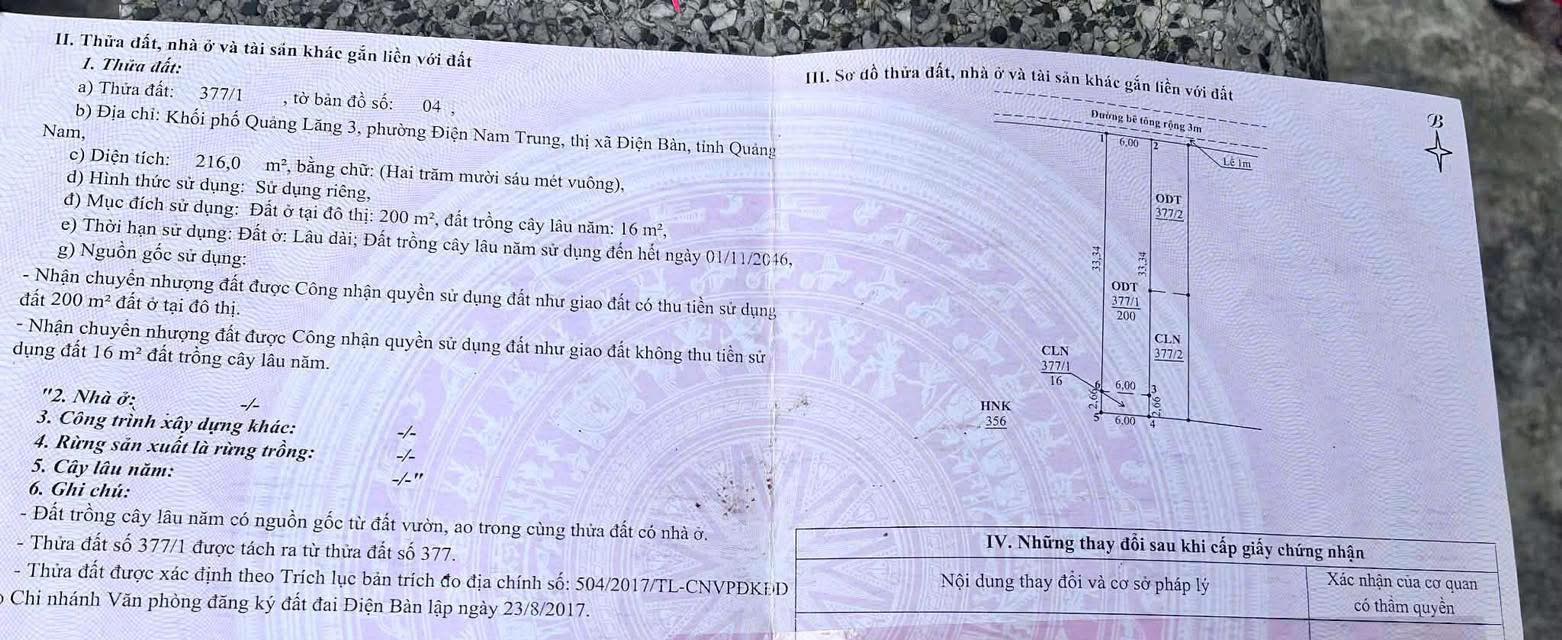 II. Thửa đất, nhà ở và tài sản khác gắn liền với đất
1. Thửa đất:
a) Thửa đất: 377/1 , tờ bản đồ số: 04 ,
b) Địa chỉ: Khối phố Quảng Lăng 3, phường Điện Nam Trung, thị xã Điện Bàn, tỉnh Quảng
Nam,
c) Diện tích: 216,0 m², bằng chữ: (Hai trăm mười sáu mét vuông),
d) Hình thức sử dụng: Sử dụng riêng,
đ) Mục đích sử dụng: Đất ở tại đô thị: 200 m², đất trồng cây lâu năm: 16 m²,
e) Thời hạn sử dụng: Đất ở: Lâu dài; Đất trồng cây lâu năm sử dụng đến hết ngày 01/11/2046,
g) Nguồn gốc sử dụng:
- Nhận chuyển nhượng đất được Công nhận quyền sử dụng đất như giao đất có thu tiền sử dụng
đất 200 m² đất ở tại đô thị.
- Nhận chuyển nhượng đất được Công nhận quyền sử dụng đất như giao đất không thu tiền sử
dụng đất 16 m² đất trồng cây lâu năm.
"2. Nhà ở: -/-
3. Công trình xây dựng khác: -/-
4. Rừng sản xuất là rừng trồng: -/-
5. Cây lâu năm: -/-"
6. Ghi chú:
- Đất trồng cây lâu năm có nguồn gốc từ đất vườn, ao trong cùng thửa đất có nhà ở.
- Thửa đất số 377/1 được tách ra từ thửa đất số 377.
- Thửa đất được xác định theo Trích lục bản trích đo địa chính số: 504/2017/TL-CNVPĐKĐĐ
Chi nhánh Văn phòng đăng ký đất đai Điện Bàn lập ngày 23/8/2017.
III. Sơ đồ thửa đất, nhà ở và tài sản khác gắn liền với đất
B
Đường bê tông rộng 3m
1 6,00 2
Lề 1m
ODT
377/2
33,34
33,34
ODT
377/1
200
CLN
377/2
CLN
377/1
16
6 6,00 3
2,66
2,66
5 6,00 4
HNK
356
IV. Những thay đổi sau khi cấp giấy chứng nhận
Nội dung thay đổi và cơ sở pháp lý
Xác nhận của cơ quan
có thẩm quyền